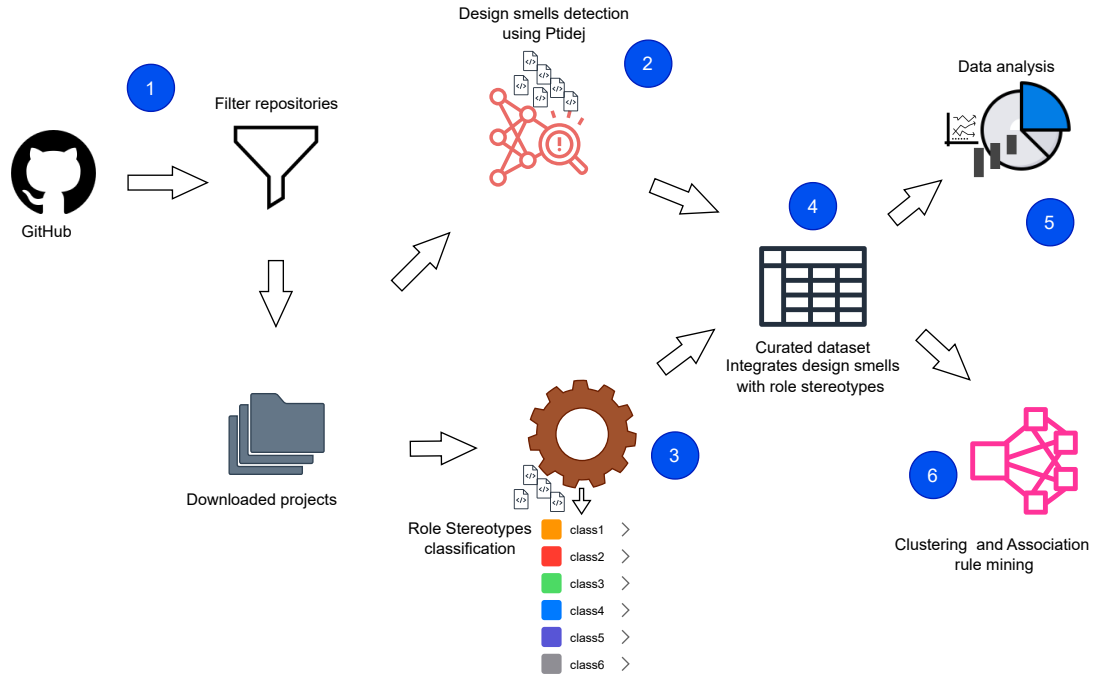 Design smells detection
using Ptidej
1
2
Filter repositories
Data analysis
GitHub
4
5
Curated dataset
Integrates design smells
with role stereotypes
3
6
Downloaded projects
Role Stereotypes
classification
class1
class2
class3
class4
class5
class6
Clustering and Association
rule mining